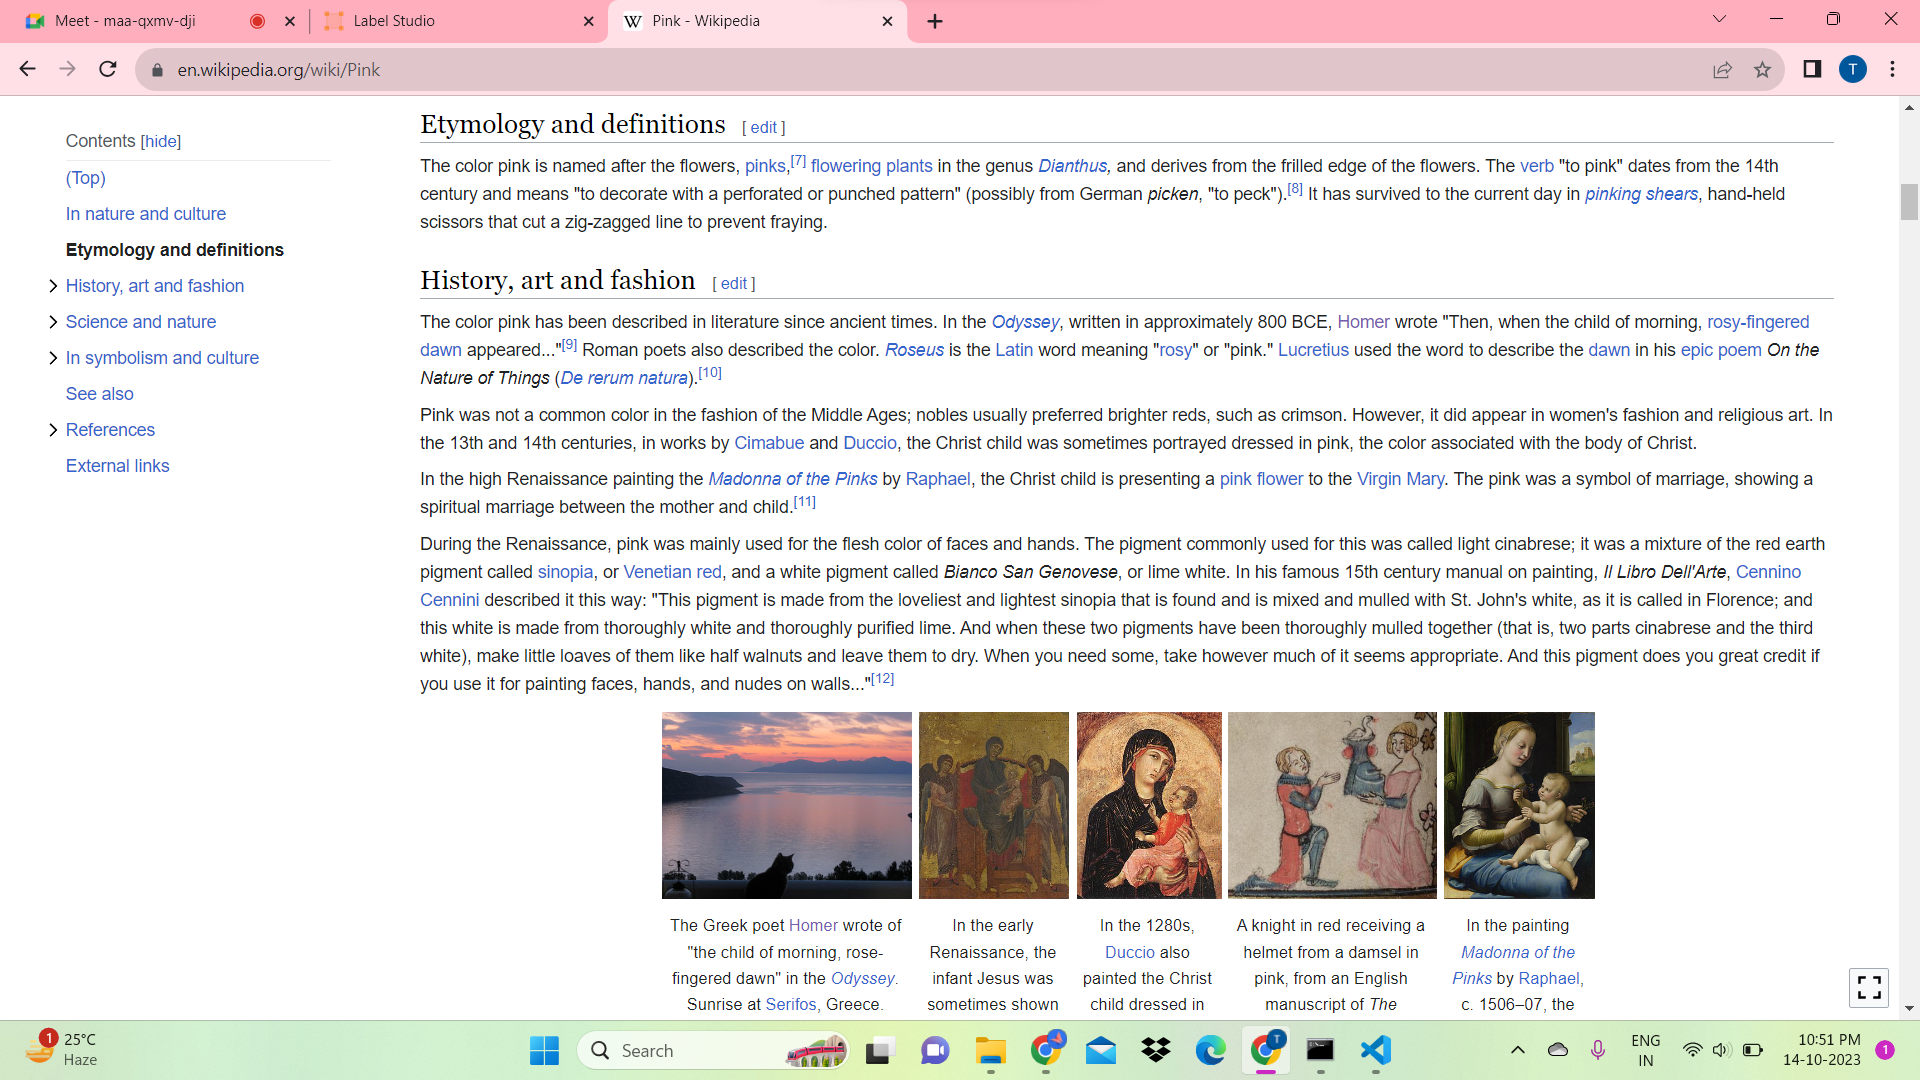 Meet - maa-qxmv-dji
Label Studio
Pink - Wikipedia
en.wikipedia.org/wiki/Pink
T
Contents [hide]
(Top)
In nature and culture
Etymology and definitions
History, art and fashion
Science and nature
In symbolism and culture
See also
References
External links
Etymology and definitions [ edit ]
The color pink is named after the flowers, pinks,[7] flowering plants in the genus Dianthus, and derives from the frilled edge of the flowers. The verb "to pink" dates from the 14th
century and means "to decorate with a perforated or punched pattern" (possibly from German picken, "to peck").[8] It has survived to the current day in pinking shears, hand-held
scissors that cut a zig-zagged line to prevent fraying.
History, art and fashion [ edit ]
The color pink has been described in literature since ancient times. In the Odyssey, written in approximately 800 BCE, Homer wrote "Then, when the child of morning, rosy-fingered
dawn appeared..."[9] Roman poets also described the color. Roseus is the Latin word meaning "rosy" or "pink." Lucretius used the word to describe the dawn in his epic poem On the
Nature of Things (De rerum natura).[10]
Pink was not a common color in the fashion of the Middle Ages; nobles usually preferred brighter reds, such as crimson. However, it did appear in women's fashion and religious art. In
the 13th and 14th centuries, in works by Cimabue and Duccio, the Christ child was sometimes portrayed dressed in pink, the color associated with the body of Christ.
In the high Renaissance painting the Madonna of the Pinks by Raphael, the Christ child is presenting a pink flower to the Virgin Mary. The pink was a symbol of marriage, showing a
spiritual marriage between the mother and child.[11]
During the Renaissance, pink was mainly used for the flesh color of faces and hands. The pigment commonly used for this was called light cinabrese; it was a mixture of the red earth
pigment called sinopia, or Venetian red, and a white pigment called Bianco San Genovese, or lime white. In his famous 15th century manual on painting, Il Libro Dell'Arte, Cennino
Cennini described it this way: "This pigment is made from the loveliest and lightest sinopia that is found and is mixed and mulled with St. John's white, as it is called in Florence; and
this white is made from thoroughly white and thoroughly purified lime. And when these two pigments have been thoroughly mulled together (that is, two parts cinabrese and the third
white), make little loaves of them like half walnuts and leave them to dry. When you need some, take however much of it seems appropriate. And this pigment does you great credit if
you use it for painting faces, hands, and nudes on walls..."[12]
The Greek poet Homer wrote of
"the child of morning, rose-
fingered dawn" in the Odyssey.
Sunrise at Serifos, Greece.
In the early
Renaissance, the
infant Jesus was
sometimes shown
In the 1280s,
Duccio also
painted the Christ
child dressed in
A knight in red receiving a
helmet from a damsel in
pink, from an English
manuscript of The
In the painting
Madonna of the
Pinks by Raphael,
c. 1506–07, the
1
25°C
Haze
Search
T
ENG
IN
10:51 PM
14-10-2023
1